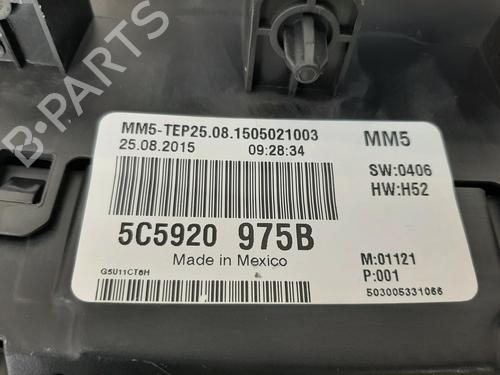 MM5-TEP25.08.1505021003
MM5
25.08.2015 09:28:34
SW:0406
HW:H52
5C5920 975B
Made in Mexico
M:01121
G5U11CT6H
P:001
503005331066
B-PARTS